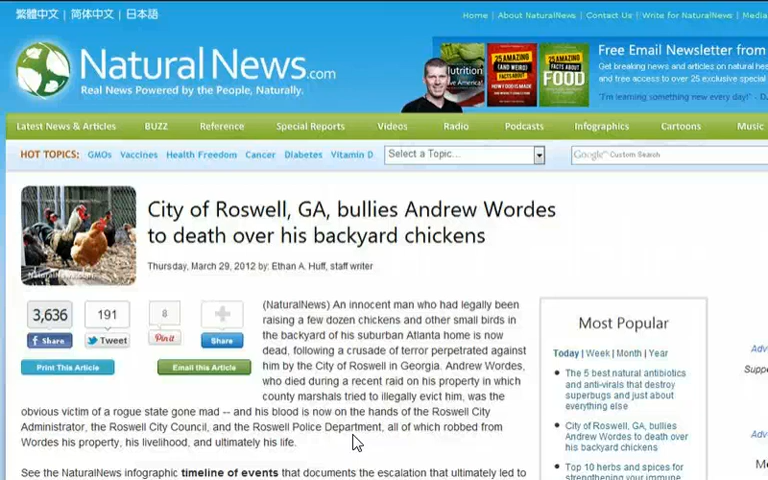 繁體中文 | 简体中文 | 日本語
Home | About NaturalNews | Contact Us | Write for NaturalNews | Media
NaturalNews.com
Real News Powered by the People, Naturally.
Nutrition
Live America!
25 AMAZING
(AND WEIRD)
FACTS
ABOUT
25
AMAZING
FACTS ABOUT
FOOD
Free Email Newsletter from
Get breaking news and articles on natural hea
and free access to over 25 exclusive special
"I'm learning something new every day!" - D.
Latest News & Articles BUZZ Reference Special Reports Videos Radio Podcasts Infographics Cartoons Music
HOT TOPICS: GMOs Vaccines Health Freedom Cancer Diabetes Vitamin D Select a Topic... Google Custom Search
City of Roswell, GA, bullies Andrew Wordes
to death over his backyard chickens
Thursday, March 29, 2012 by: Ethan A. Huff, staff writer
3,636 191 8 +
Share Tweet Pin it Share
Print This Article Email this Article
(NaturalNews) An innocent man who had legally been
raising a few dozen chickens and other small birds in
the backyard of his suburban Atlanta home is now
dead, following a crusade of terror perpetrated against
him by the City of Roswell in Georgia. Andrew Wordes,
who died during a recent raid on his property in which
county marshals tried to illegally evict him, was the
obvious victim of a rogue state gone mad -- and his blood is now on the hands of the Roswell City
Administrator, the Roswell City Council, and the Roswell Police Department, all of which robbed from
Wordes his property, his livelihood, and ultimately his life.
See the NaturalNews infographic timeline of events that documents the escalation that ultimately led to
Most Popular
Today | Week | Month | Year
The 5 best natural antibiotics
and anti-virals that destroy
superbugs and just about
everything else
City of Roswell, GA, bullies
Andrew Wordes to death over
his backyard chickens
Top 10 herbs and spices for
strengthening your immune
Adv
Suppo
Adv
Me